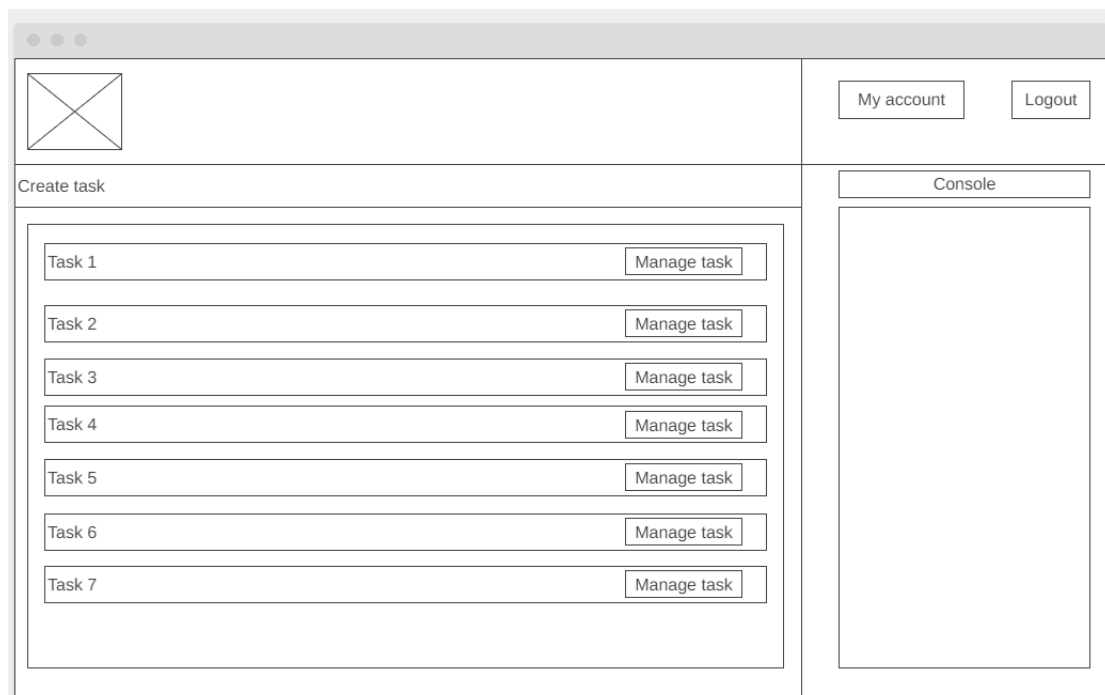 My account
Logout
Create task
Console
Task 1
Manage task
Task 2
Manage task
Task 3
Manage task
Task 4
Manage task
Task 5
Manage task
Task 6
Manage task
Task 7
Manage task